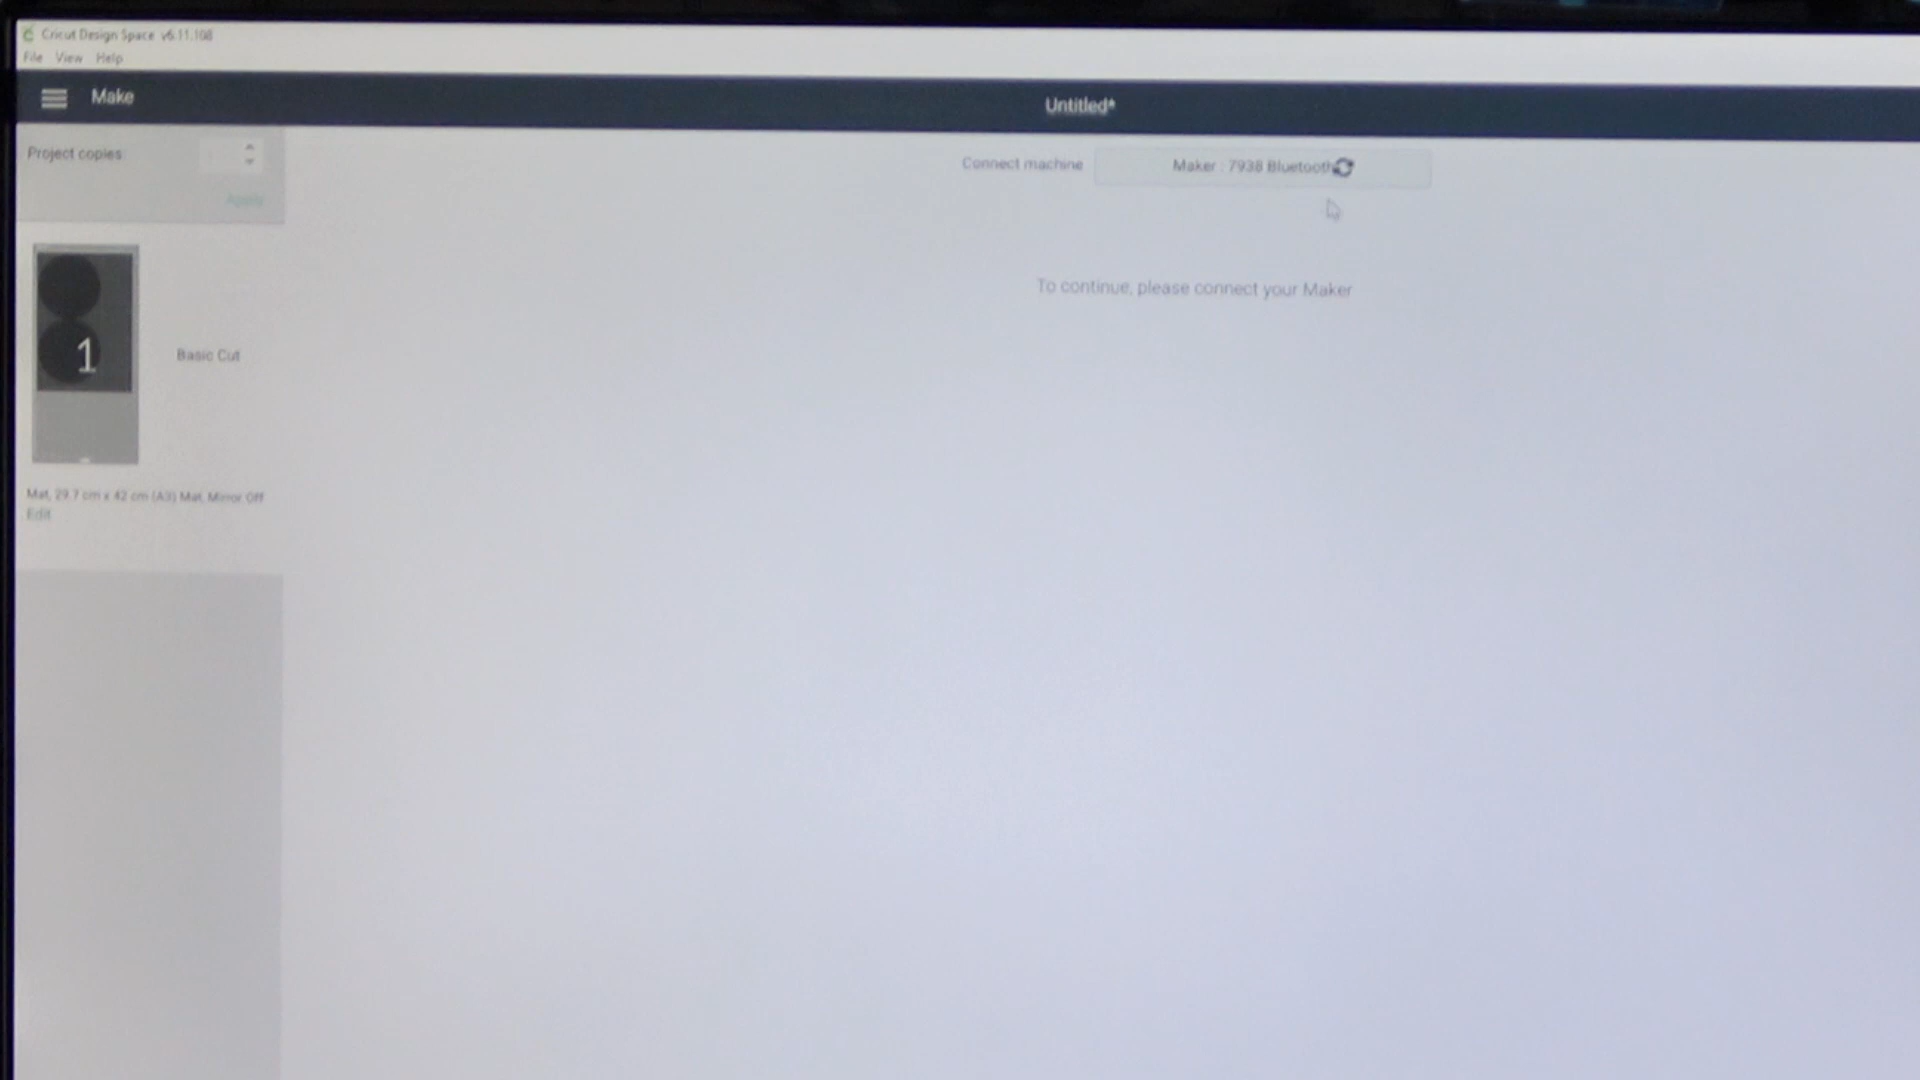 Cricut Design Space v6.11.108
File View Help
Make
Untitled*
Project copies
Connect machine
Maker : 7938 Bluetooth
Apply
To continue, please connect your Maker
1
Basic Cut
Mat, 29.7 cm x 42 cm (A3) Mat, Mirror Off
Edit